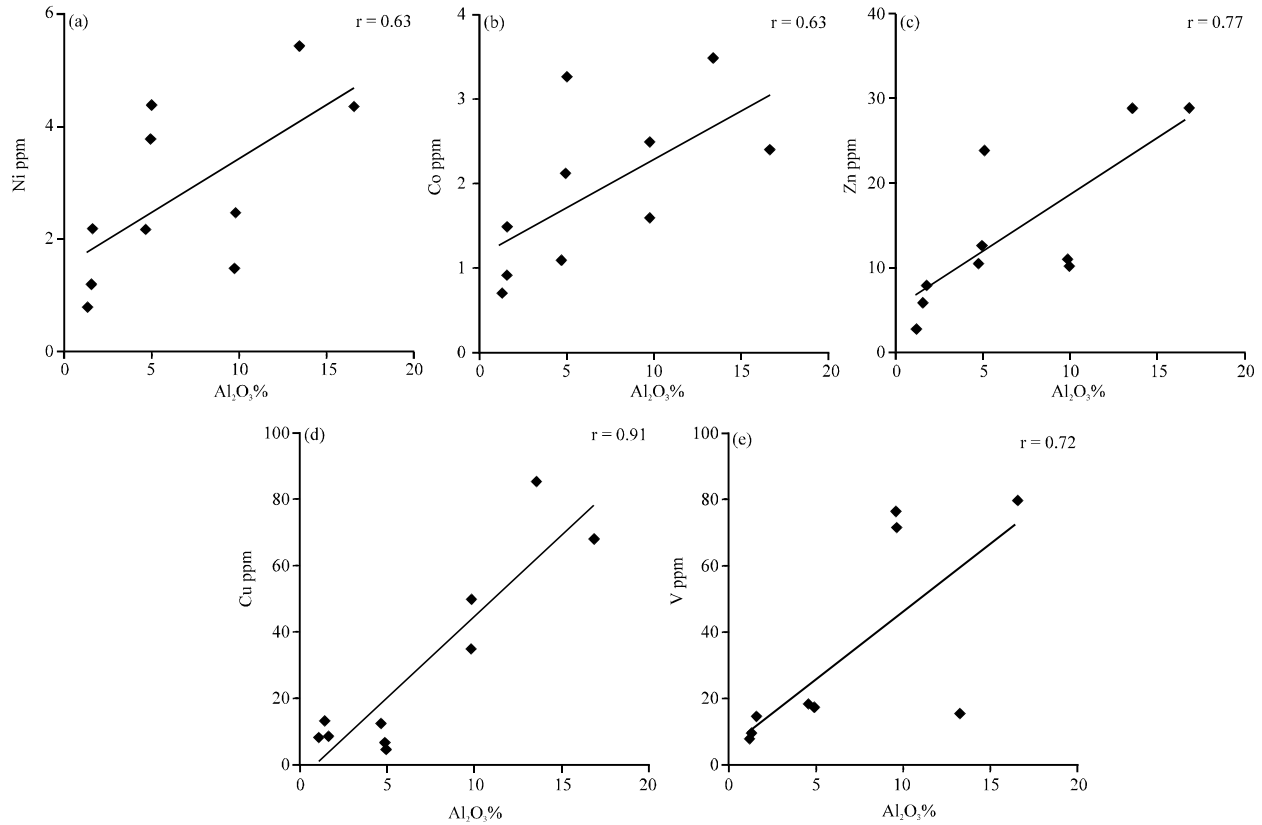 (a)
r = 0.63
Ni ppm
6
4
2
0
0 5 10 15 20
Al₂O₃%
(b)
r = 0.63
Co ppm
4
3
2
1
0
0 5 10 15 20
Al₂O₃%
(c)
r = 0.77
Zn ppm
40
30
20
10
0
0 5 10 15 20
Al₂O₃%
(d)
r = 0.91
Cu ppm
100
80
60
40
20
0
0 5 10 15 20
Al₂O₃%
(e)
r = 0.72
V ppm
100
80
60
40
20
0
0 5 10 15 20
Al₂O₃%